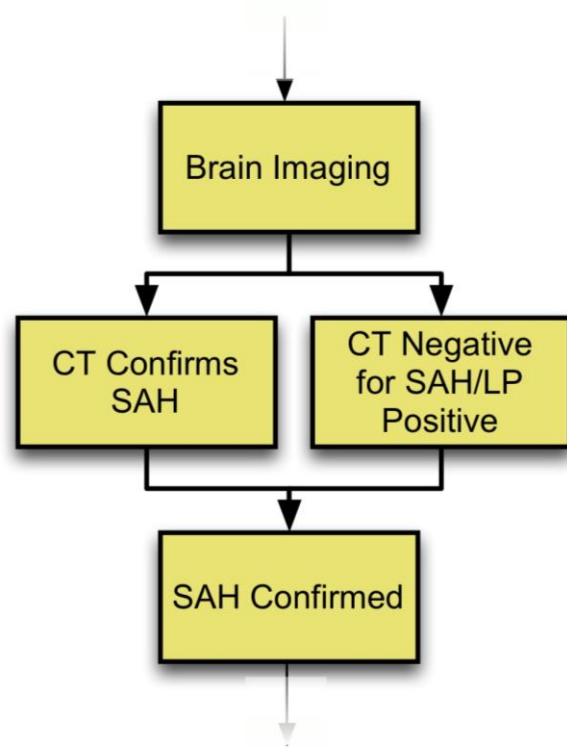 Brain Imaging
CT Confirms
SAH
CT Negative
for SAH/LP
Positive
SAH Confirmed